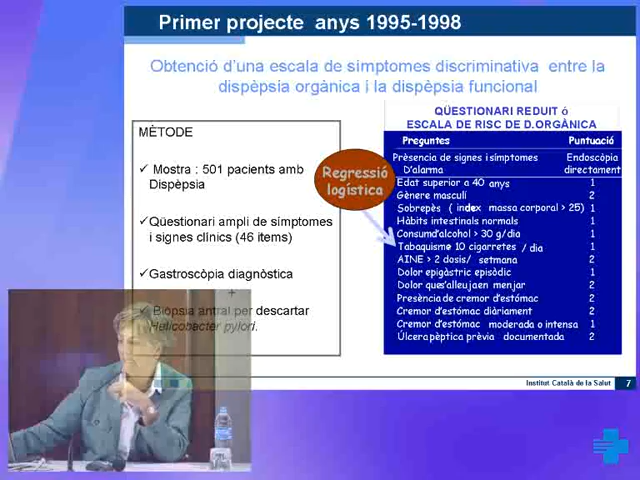 Primer projecte anys 1995-1998
Obtenció d'una escala de símptomes discriminativa entre la
dispèpsia orgànica i la dispèpsia funcional
MÈTODE
✓ Mostra : 501 pacients amb
Dispèpsia
✓Qüestionari ampli de símptomes
i signes clínics (46 items)
✓Gastroscòpia diagnòstica
+
✓ Biòpsia antral per descartar
Helicobacter pylori.
Regressió
logística
QÜESTIONARI REDUIT ó
ESCALA DE RISC DE D.ORGÀNICA
Preguntes Puntuació
Presència de signes i símptomes Endoscòpia
D'alarma directament
Edat superior a 40 anys 1
Gènere masculí 2
Sobrepès ( index massa corporal > 25) 1
Hàbits intestinals normals 1
Consum d'alcohol > 30 g/dia 1
Tabaquisme 10 cigarretes / dia 1
AINE > 2 dosis/ setmana 2
Dolor epigàstric episòdic 1
Dolor ques'alleujaen menjar 2
Presència de cremor d'estómac 2
Cremor d'estómac diàriament 2
Cremor d'estómac moderada o intensa 1
Úlcera pèptica prèvia documentada 2
Institut Català de la Salut 7